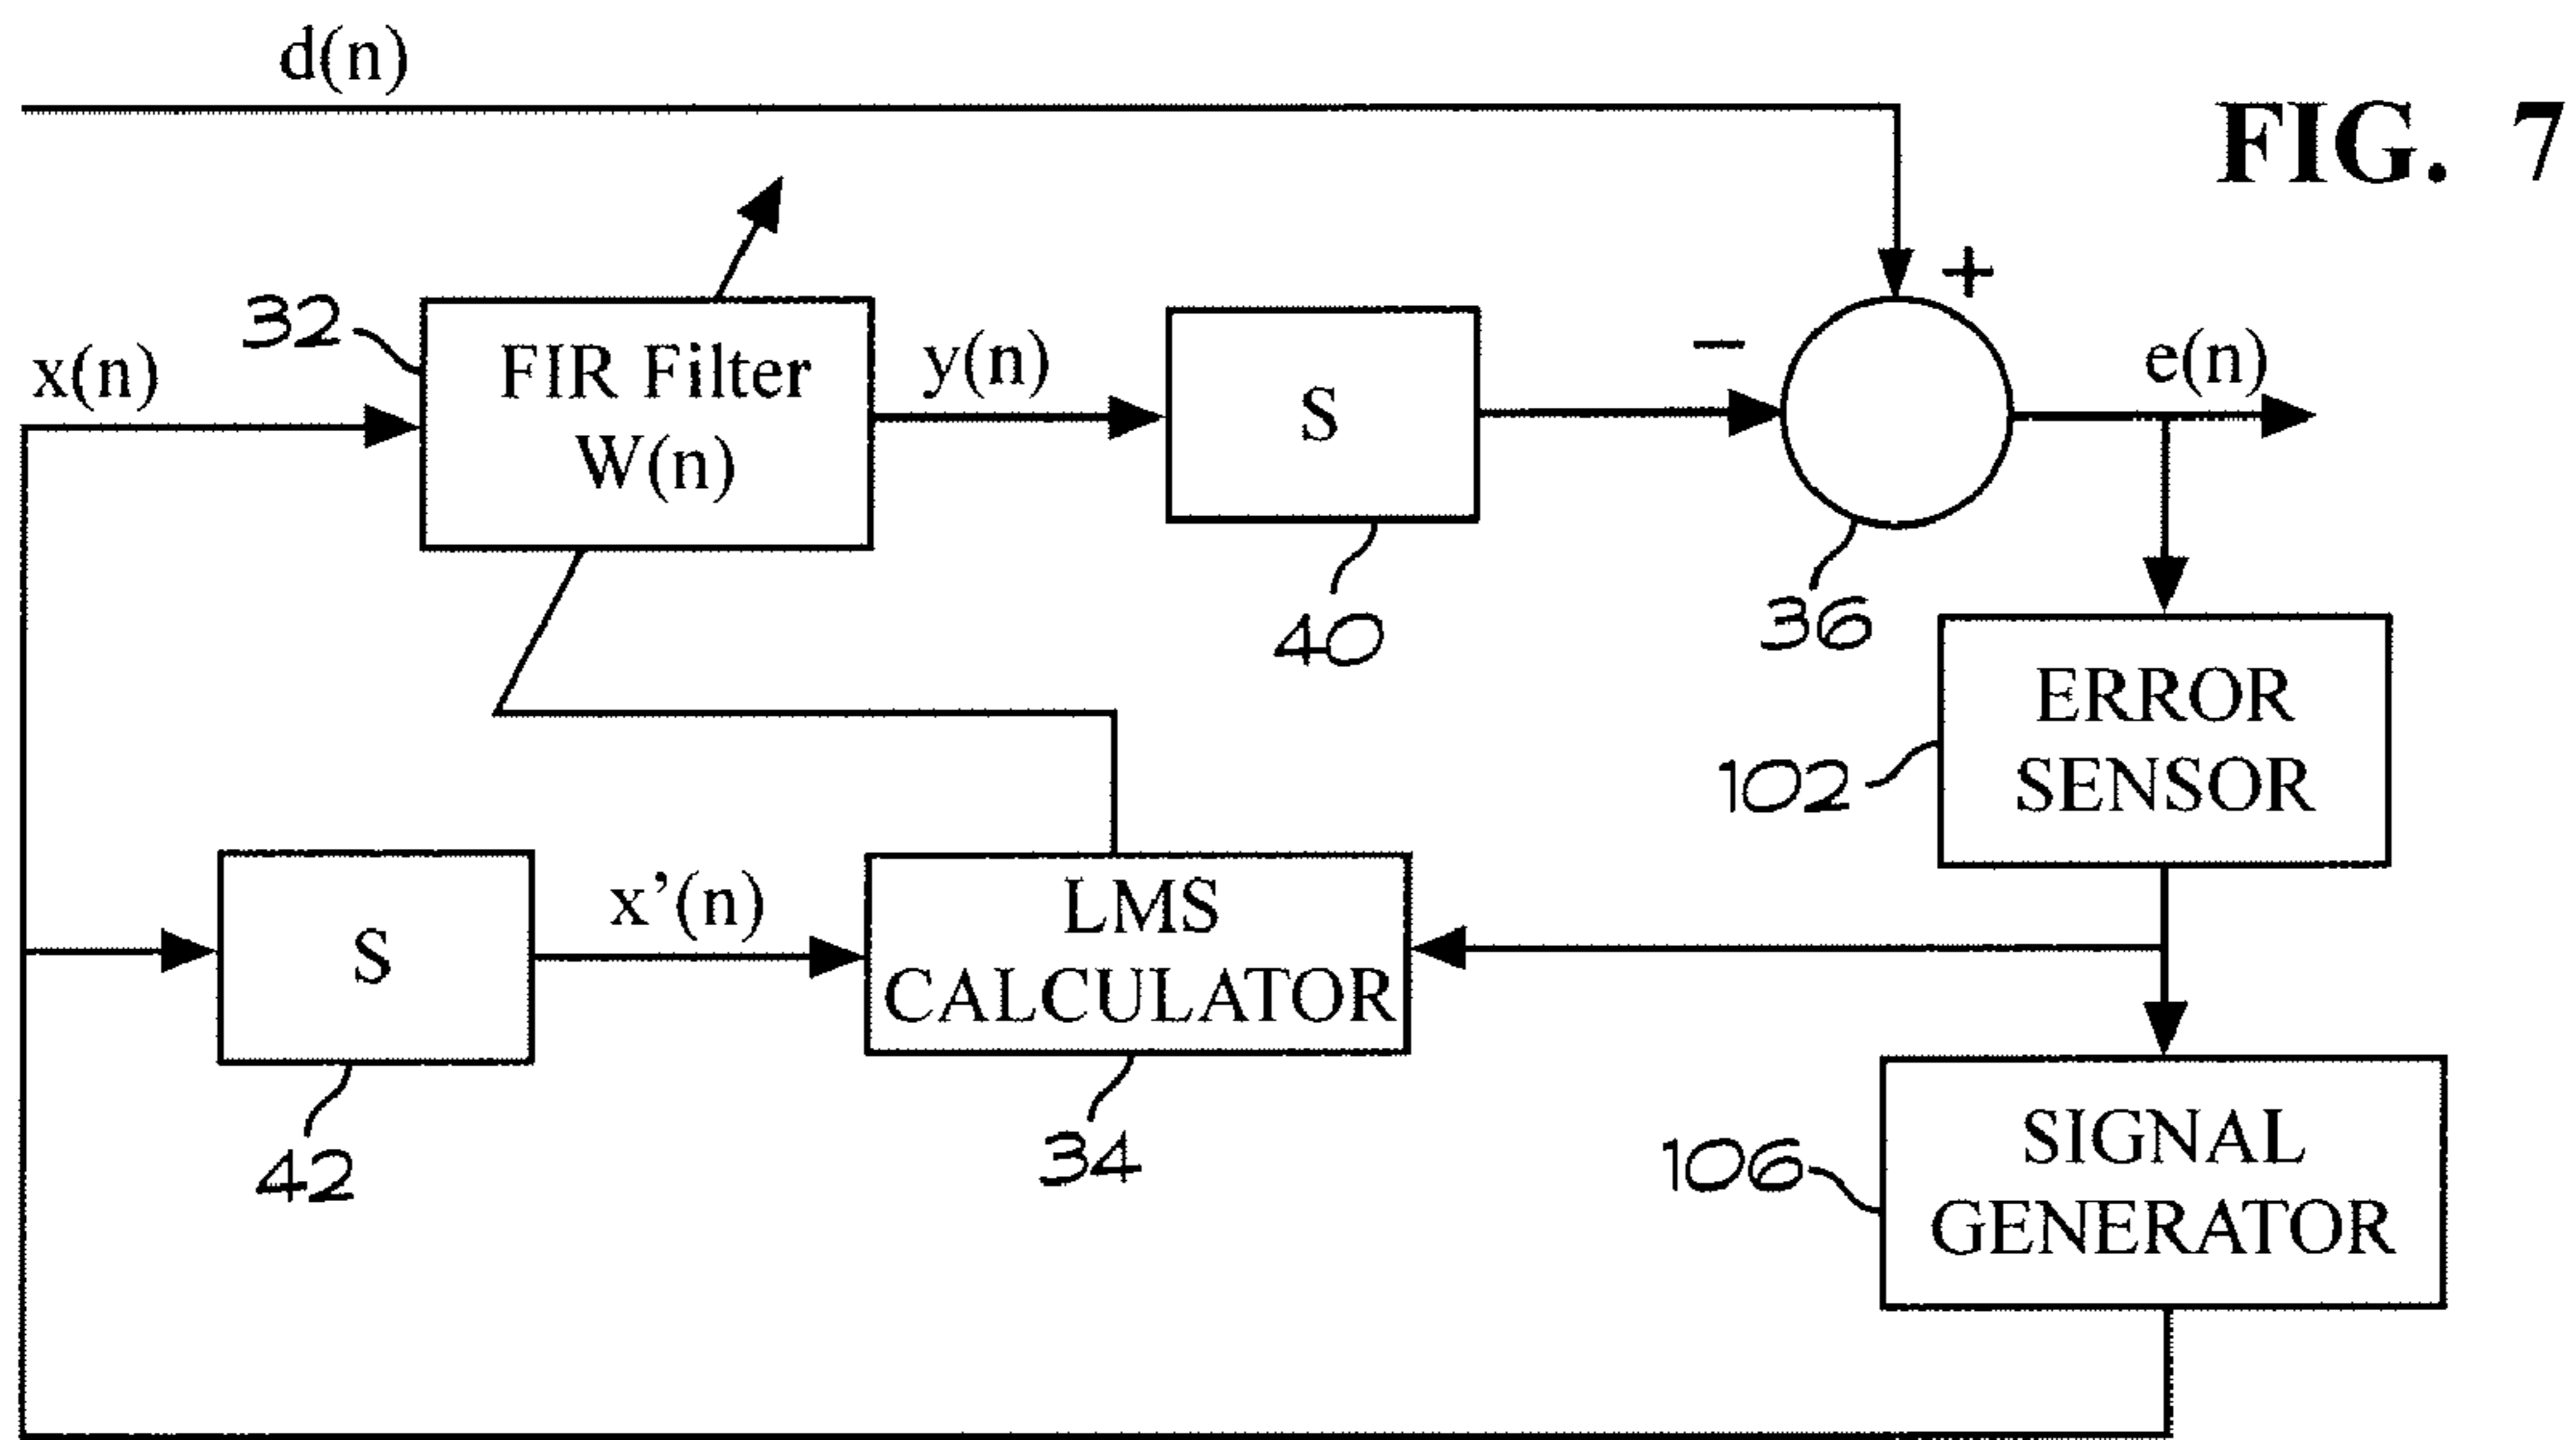 d(n)
FIG. 7
+
32
x(n)
FIR Filter
W(n)
y(n)
S
−
e(n)
40
36
ERROR
SENSOR
102
S
x’(n)
LMS
CALCULATOR
42
34
SIGNAL
GENERATOR
106